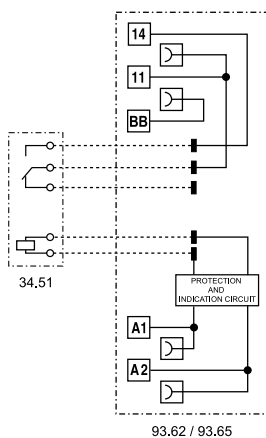 14
11
BB
34.51
PROTECTION
AND
INDICATION CIRCUIT
A1
A2
93.62 / 93.65